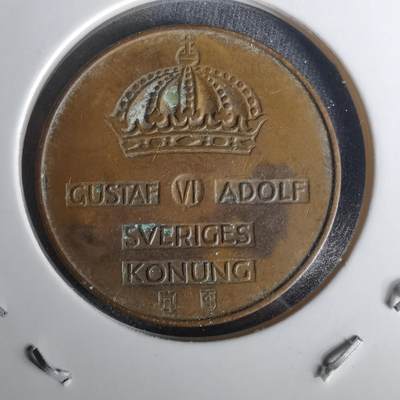 GUSTAF VI ADOLF
SVERIGES
KONUNG